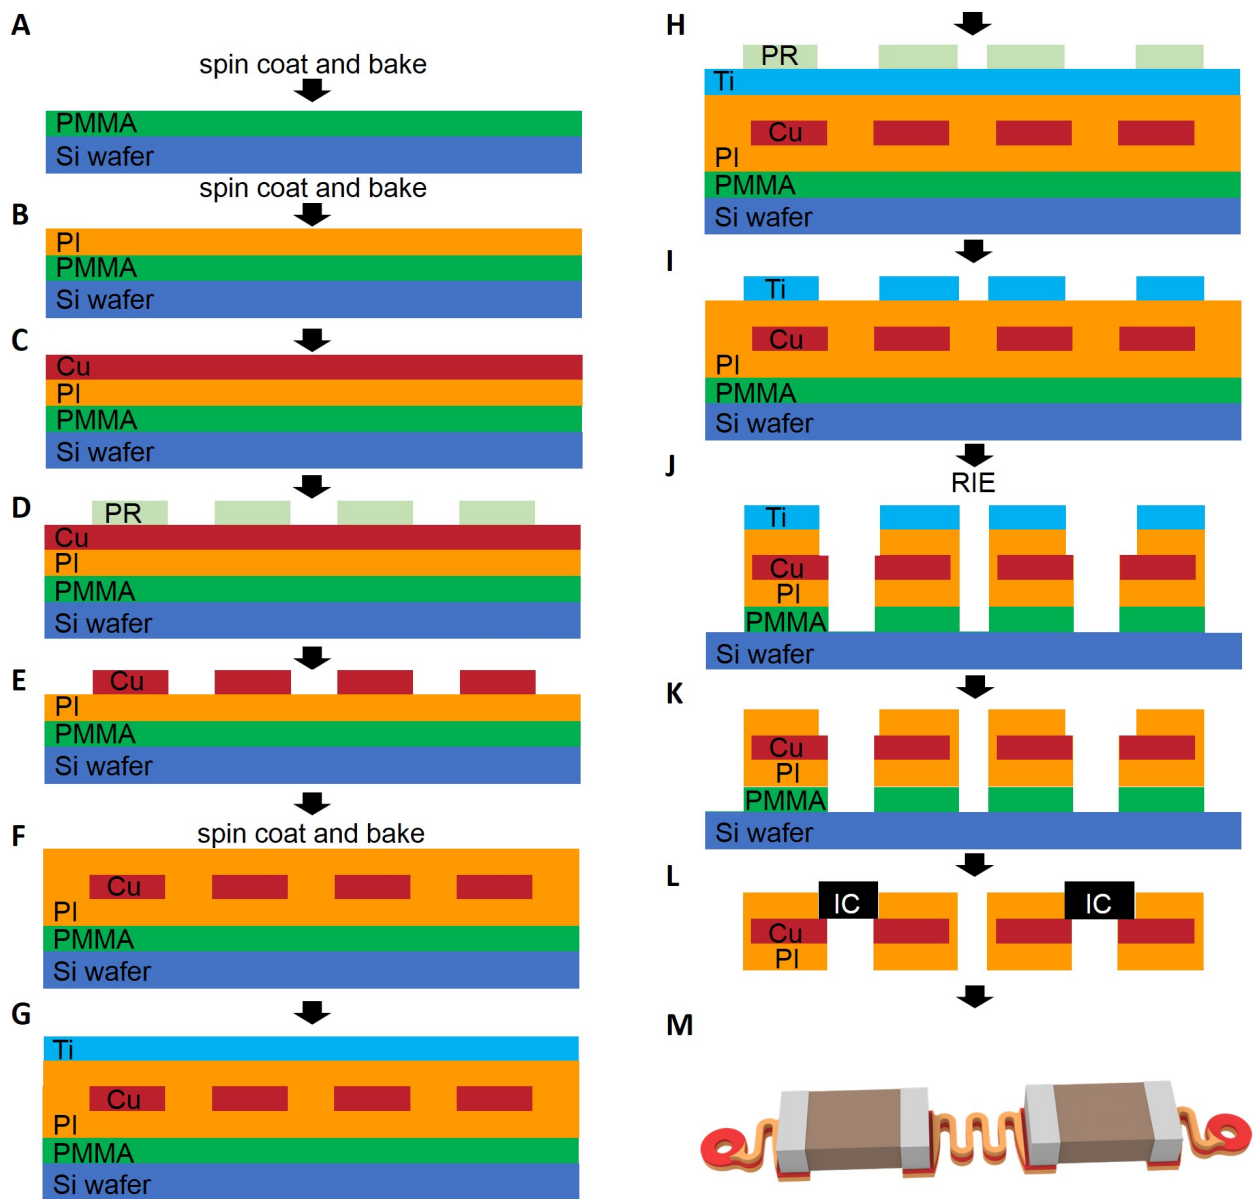 A
spin coat and bake
PMMA
Si wafer
spin coat and bake
B
PI
PMMA
Si wafer
C
Cu
PI
PMMA
Si wafer
D
PR
Cu
PI
PMMA
Si wafer
E
Cu
PI
PMMA
Si wafer
F
spin coat and bake
Cu
PI
PMMA
Si wafer
G
Ti
Cu
PI
PMMA
Si wafer
H
PR
Ti
Cu
PI
PMMA
Si wafer
I
Ti
Cu
PI
PMMA
Si wafer
J
RIE
Ti
Cu
PI
PMMA
Si wafer
K
Cu
PI
PMMA
Si wafer
L
IC IC
Cu
PI
M